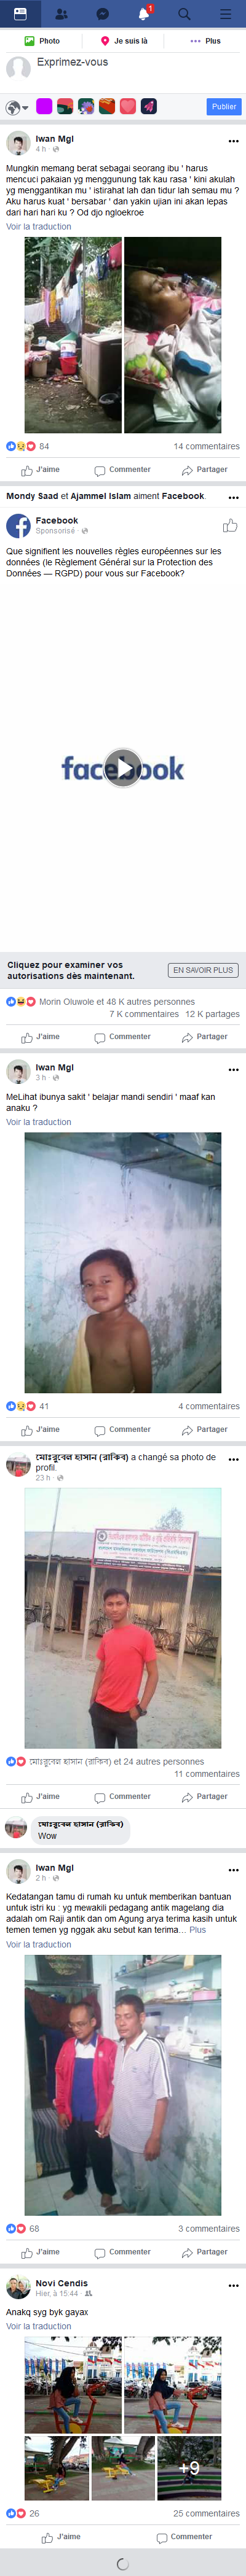 1
Photo
Je suis là
Plus
Exprimez-vous
Publier
Iwan Mgl
4 h
Mungkin memang berat sebagai seorang ibu ' harus
mencuci pakaian yg menggunung tak kau rasa ' kini akulah
yg menggantikan mu ' istirahat lah dan tidur lah semau mu ?
Aku harus kuat ' bersabar ' dan yakin ujian ini akan lepas
dari hari hari ku ? Od djo ngloekroe
Voir la traduction
84
14 commentaires
J'aime
Commenter
Partager
Mondy Saad et Ajammel Islam aiment Facebook.
Facebook
Sponsorisé
Que signifient les nouvelles règles européennes sur les
données (le Règlement Général sur la Protection des
Données — RGPD) pour vous sur Facebook?
facebook
Cliquez pour examiner vos
autorisations dès maintenant.
EN SAVOIR PLUS
Morin Oluwole et 48 K autres personnes
7 K commentaires 12 K partages
J'aime
Commenter
Partager
Iwan Mgl
3 h
MeLihat ibunya sakit ' belajar mandi sendiri ' maaf kan
anaku ?
Voir la traduction
41
4 commentaires
J'aime
Commenter
Partager
মোঃরুবেল হাসান (রাকিব) a changé sa photo de
profil.
23 h
মোঃরুবেল হাসান (রাকিব) et 24 autres personnes
11 commentaires
J'aime
Commenter
Partager
মোঃরুবেল হাসান (রাকিব)
Wow
Iwan Mgl
2 h
Kedatangan tamu di rumah ku untuk memberikan bantuan
untuk istri ku : yg mewakili pedagang antik magelang dia
adalah om Raji antik dan om Agung arya terima kasih untuk
temen temen yg nggak aku sebut kan terima... Plus
Voir la traduction
68
3 commentaires
J'aime
Commenter
Partager
Novi Cendis
Hier, à 15:44
Anakq syg byk gayax
Voir la traduction
+9
26
25 commentaires
J'aime
Commenter